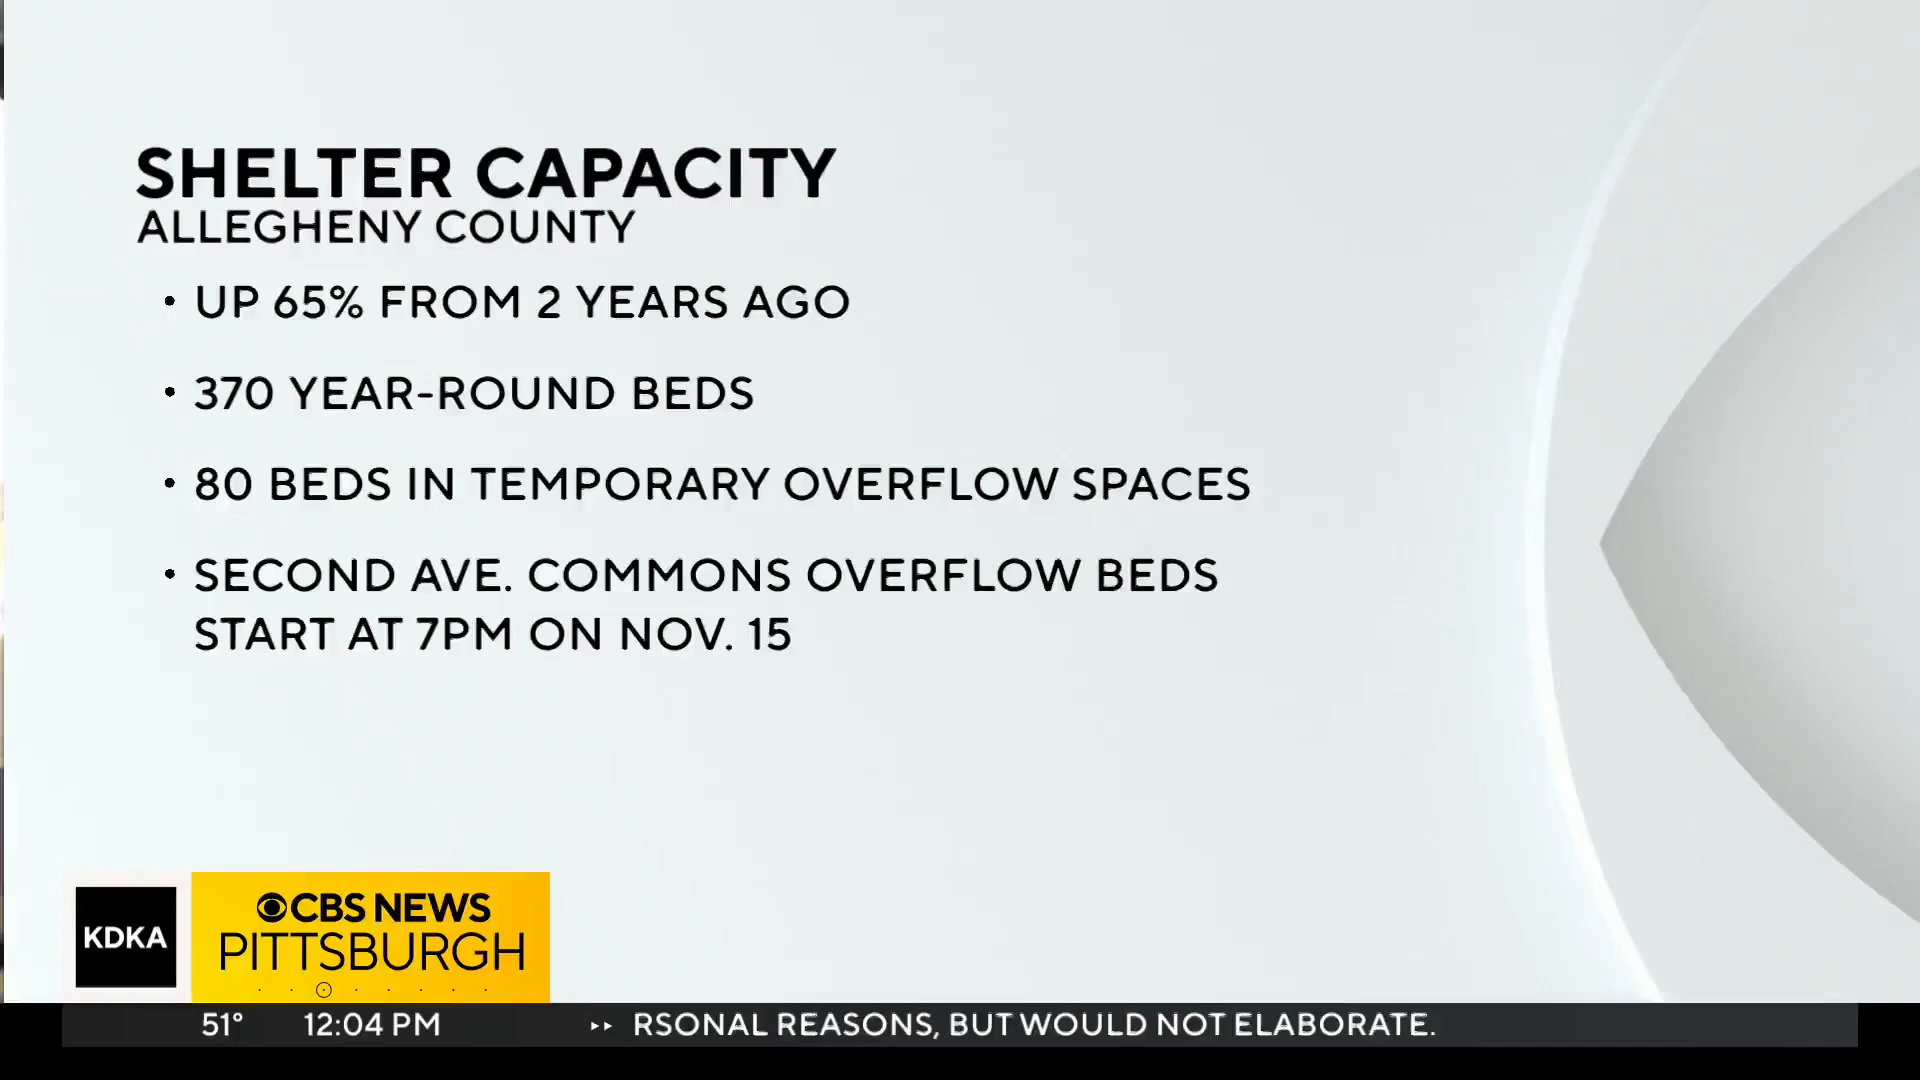 SHELTER CAPACITY
ALLEGHENY COUNTY
• UP 65% FROM 2 YEARS AGO
• 370 YEAR-ROUND BEDS
• 80 BEDS IN TEMPORARY OVERFLOW SPACES
• SECOND AVE. COMMONS OVERFLOW BEDS
START AT 7PM ON NOV. 15
KDKA
CBS NEWS
PITTSBURGH
51° 12:04 PM RSONAL REASONS, BUT WOULD NOT ELABORATE.